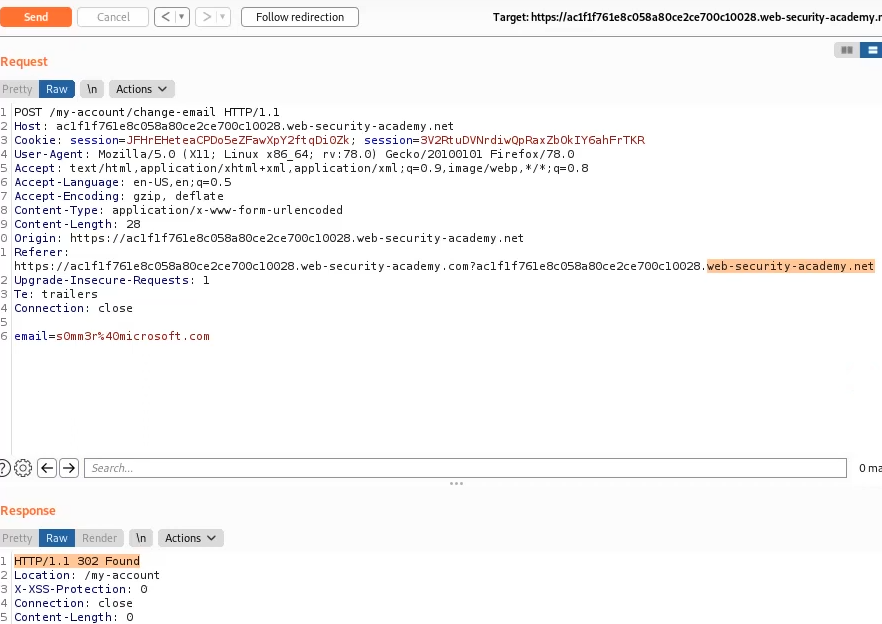 Send Cancel < > Follow redirection Target: https://ac1f1f761e8c058a80ce2ce700c10028.web-security-academy.n
Request
Pretty Raw \n Actions
1 POST /my-account/change-email HTTP/1.1
2 Host: ac1f1f761e8c058a80ce2ce700c10028.web-security-academy.net
3 Cookie: session=JFHrEHeteaCPDo5eZFawXpY2ftqDi0Zk; session=3V2RtuDVNrdiwQpRaxZbOkIY6ahFrTKR
4 User-Agent: Mozilla/5.0 (X11; Linux x86_64; rv:78.0) Gecko/20100101 Firefox/78.0
5 Accept: text/html,application/xhtml+xml,application/xml;q=0.9,image/webp,*/*;q=0.8
6 Accept-Language: en-US,en;q=0.5
7 Accept-Encoding: gzip, deflate
8 Content-Type: application/x-www-form-urlencoded
9 Content-Length: 28
0 Origin: https://ac1f1f761e8c058a80ce2ce700c10028.web-security-academy.net
1 Referer:
https://ac1f1f761e8c058a80ce2ce700c10028.web-security-academy.com?ac1f1f761e8c058a80ce2ce700c10028.web-security-academy.net
2 Upgrade-Insecure-Requests: 1
3 Te: trailers
4 Connection: close
5
6 email=s0mm3r%40microsoft.com
? Search... 0 ma
Response
Pretty Raw Render \n Actions
1 HTTP/1.1 302 Found
2 Location: /my-account
3 X-XSS-Protection: 0
4 Connection: close
5 Content-Length: 0